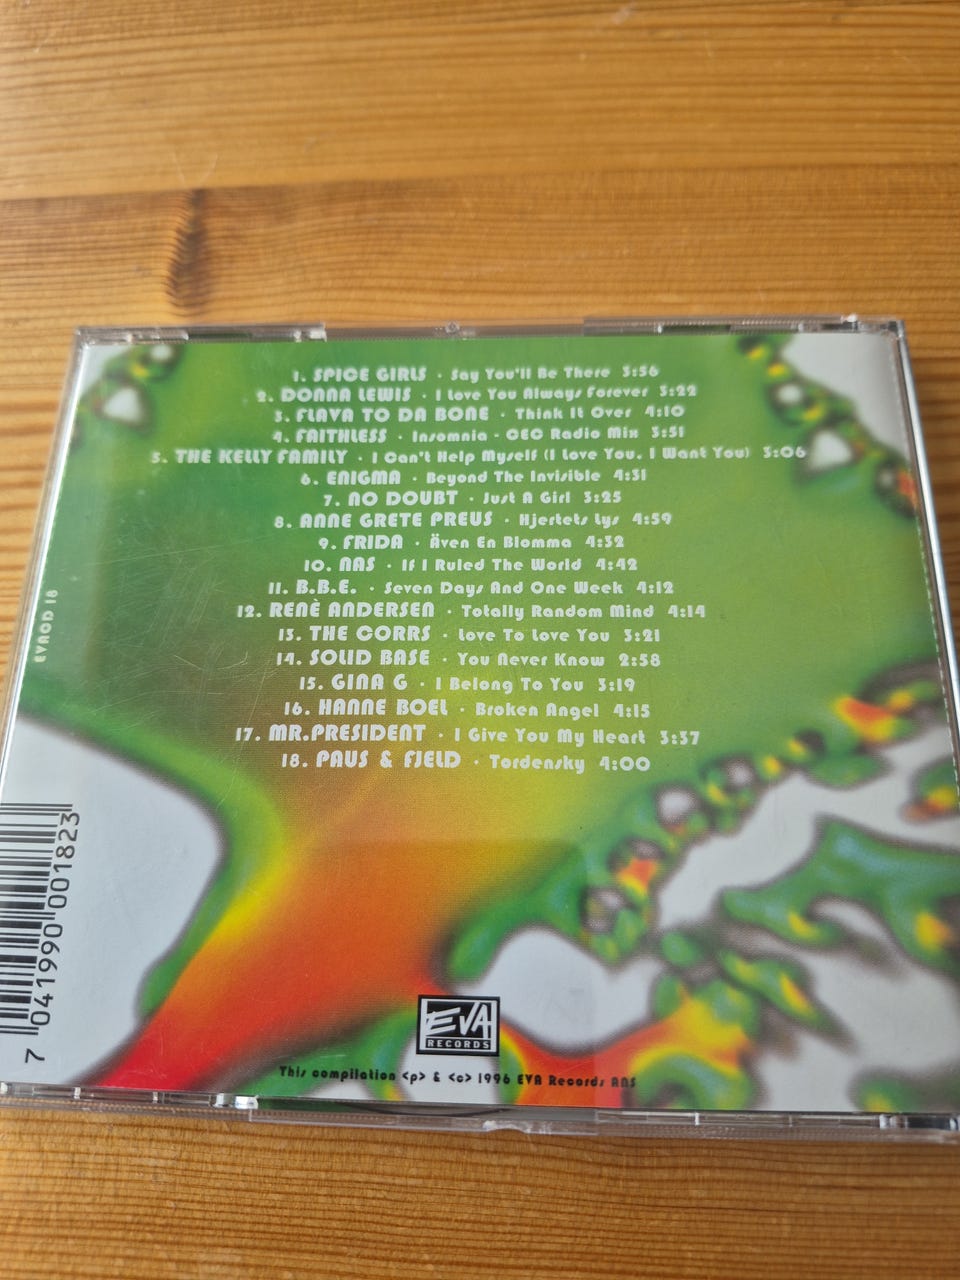 1. SPICE GIRLS · Say You'll Be There 3:56
2. DONNA LEWIS · I Love You Always Forever 3:22
3. FLAVA TO DA BONE · Think It Over 4:10
4. FAITHLESS · Insomnia - CEC Radio Mix 3:51
5. THE KELLY FAMILY · I Can't Help Myself (I Love You, I Want You) 3:06
6. ENIGMA · Beyond The Invisible 4:31
7. NO DOUBT · Just A Girl 3:25
8. ANNE GRETE PREUS · Hjertets Lys 4:59
9. FRIDA · Även En Blomma 4:32
10. NAS · If I Ruled The World 4:42
11. B.B.E. · Seven Days And One Week 4:12
12. RENÈ ANDERSEN · Totally Random Mind 4:14
13. THE CORRS · Love To Love You 3:21
14. SOLID BASE · You Never Know 2:58
15. GINA G · I Belong To You 3:19
16. HANNE BOEL · Broken Angel 4:15
17. MR.PRESIDENT · I Give You My Heart 3:37
18. PAUS & FJELD · Tordensky 4:00
EVACD 18
7 041990 001823
EVA
RECORDS
This compilation <p> & <c> 1996 EVA Records ANS